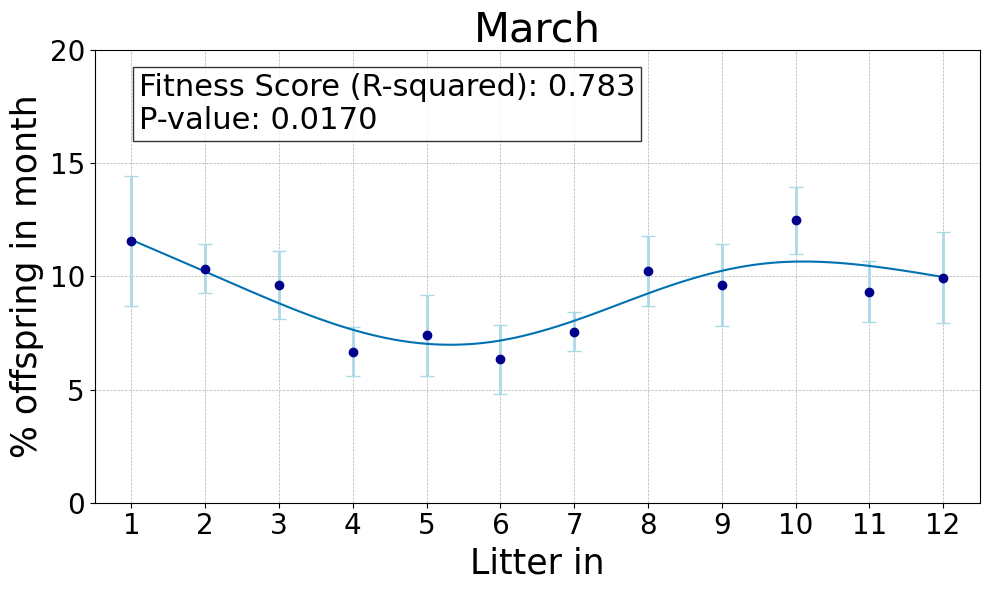 March
Fitness Score (R-squared): 0.783
P-value: 0.0170
% offspring in month
20
15
10
5
0
1 2 3 4 5 6 7 8 9 10 11 12
Litter in